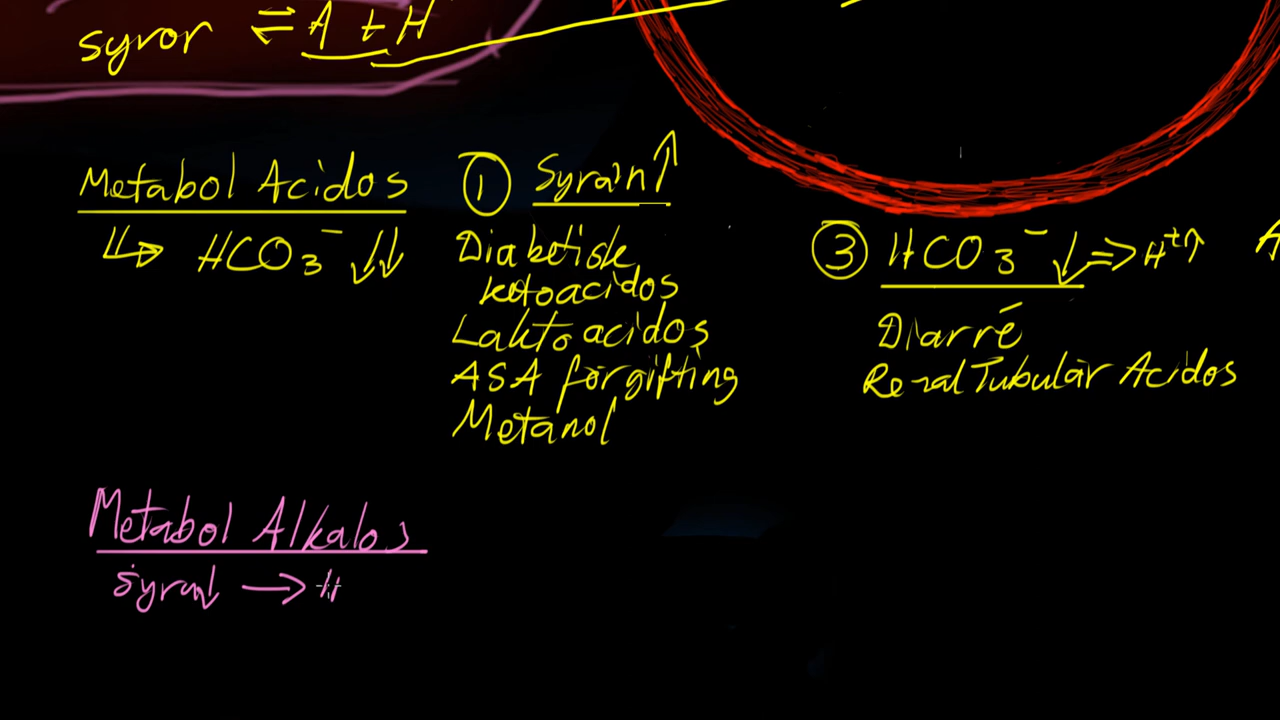 syror ⇌ A + H
Metabol Acidos
↳ HCO3⁻ ↓↓
① Syran ↑
Diabetisk
ketoacidos
Laktoacidos
ASA förgifting
Metanol
③ HCO3⁻ ↓ => H⁺↑
Diarré
Renal Tubulär Acidos
Metabol Alkalos
Syra↓ → H